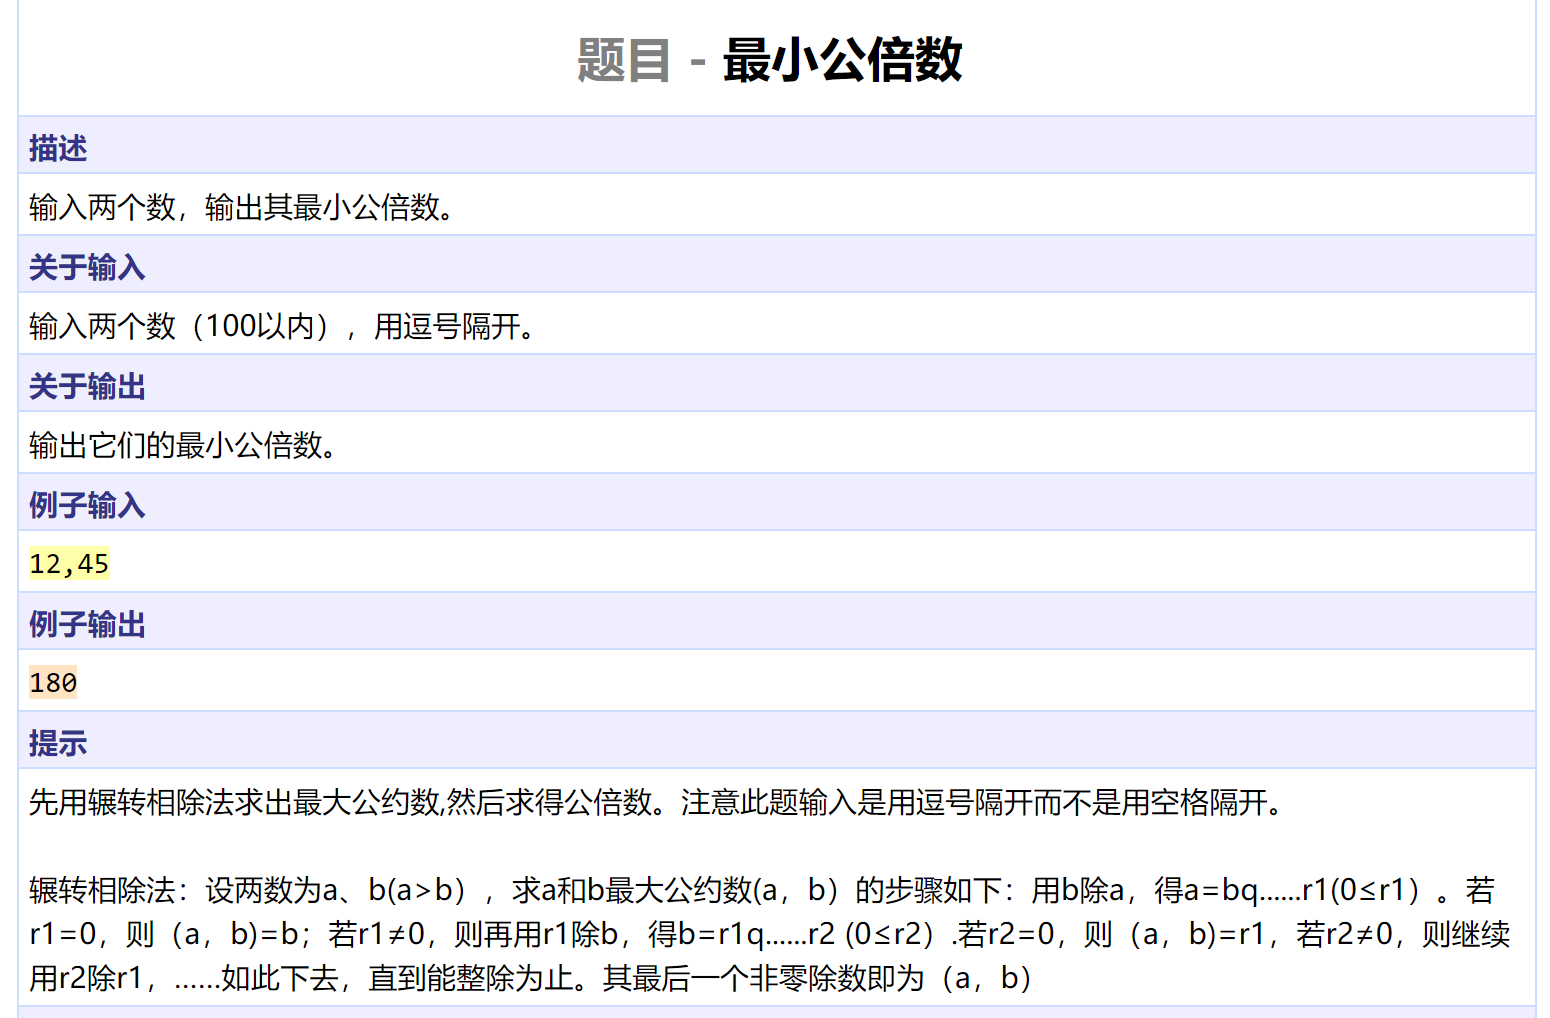 题目 - 最小公倍数
描述
输入两个数，输出其最小公倍数。
关于输入
输入两个数（100以内），用逗号隔开。
关于输出
输出它们的最小公倍数。
例子输入
12,45
例子输出
180
提示
先用辗转相除法求出最大公约数,然后求得公倍数。注意此题输入是用逗号隔开而不是用空格隔开。
辗转相除法：设两数为a、b(a>b），求a和b最大公约数(a，b）的步骤如下：用b除a，得a=bq......r1(0≤r1）。若
r1=0，则（a，b)=b；若r1≠0，则再用r1除b，得b=r1q......r2 (0≤r2）.若r2=0，则（a，b)=r1，若r2≠0，则继续
用r2除r1，……如此下去，直到能整除为止。其最后一个非零除数即为（a，b）